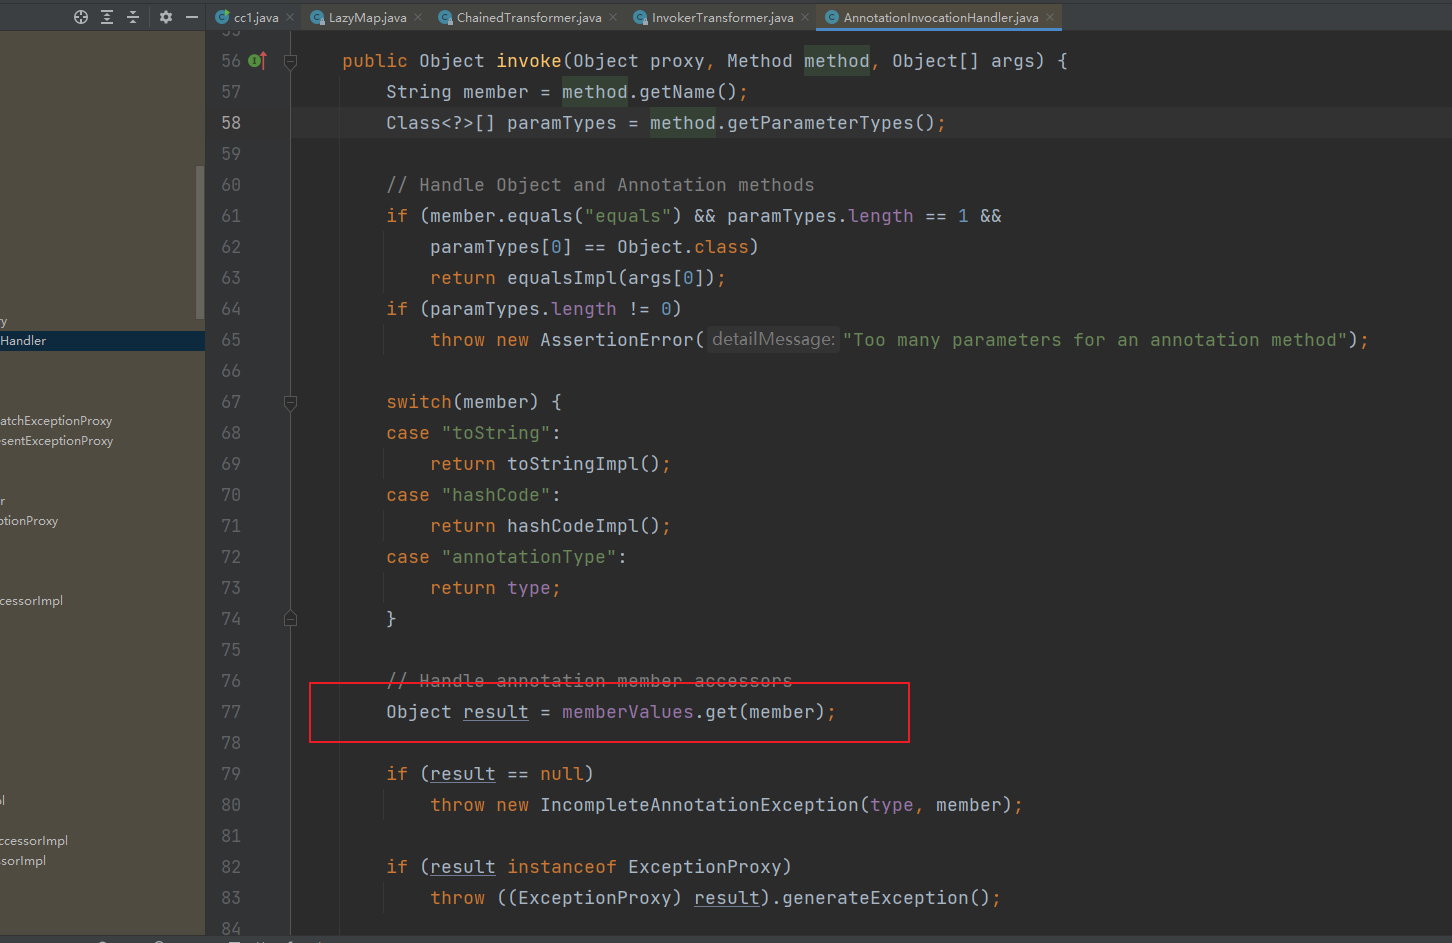 cc1.java
LazyMap.java
ChainedTransformer.java
InvokerTransformer.java
AnnotationInvocationHandler.java
56 public Object invoke(Object proxy, Method method, Object[] args) {
57 String member = method.getName();
58 Class<?>[] paramTypes = method.getParameterTypes();
59
60 // Handle Object and Annotation methods
61 if (member.equals("equals") && paramTypes.length == 1 &&
62 paramTypes[0] == Object.class)
63 return equalsImpl(args[0]);
64 if (paramTypes.length != 0)
65 throw new AssertionError( detailMessage: "Too many parameters for an annotation method");
66
67 switch(member) {
68 case "toString":
69 return toStringImpl();
70 case "hashCode":
71 return hashCodeImpl();
72 case "annotationType":
73 return type;
74 }
75
76 // Handle annotation member accessors
77 Object result = memberValues.get(member);
78
79 if (result == null)
80 throw new IncompleteAnnotationException(type, member);
81
82 if (result instanceof ExceptionProxy)
83 throw ((ExceptionProxy) result).generateException();
84
ry
Handler
atchExceptionProxy
esentExceptionProxy
r
otionProxy
cessorImpl
ol
ccessorImpl
ssorImpl